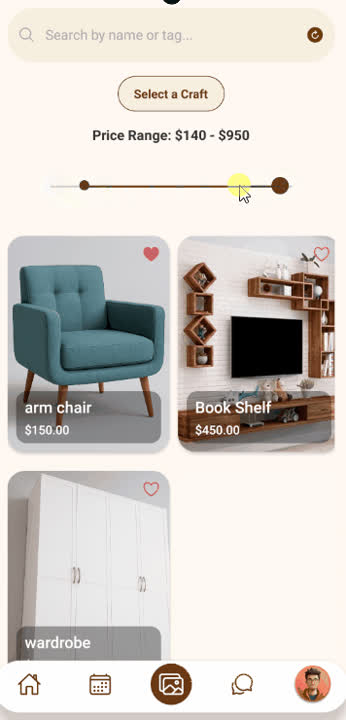 Search by name or tag...
Select a Craft
Price Range: $140 - $950
arm chair
$150.00
Book Shelf
$450.00
wardrobe